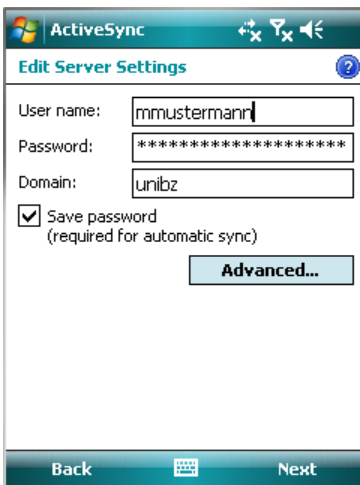 ActiveSync
Edit Server Settings
?
User name: mmustermann
Password: ********************
Domain: unibz
Save password
(required for automatic sync)
Advanced...
Back Next